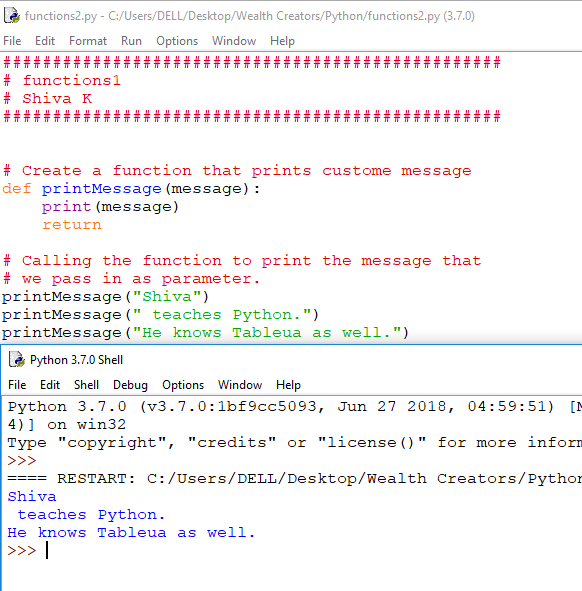 functions2.py - C:/Users/DELL/Desktop/Wealth Creators/Python/functions2.py (3.7.0)
File Edit Format Run Options Window Help
##################################################
# functions1
# Shiva K
##################################################
# Create a function that prints custome message
def printMessage(message):
    print(message)
    return
# Calling the function to print the message that
# we pass in as parameter.
printMessage("Shiva")
printMessage(" teaches Python.")
printMessage("He knows Tableua as well.")
Python 3.7.0 Shell
File Edit Shell Debug Options Window Help
Python 3.7.0 (v3.7.0:1bf9cc5093, Jun 27 2018, 04:59:51) [M
4)] on win32
Type "copyright", "credits" or "license()" for more inform
>>>
==== RESTART: C:/Users/DELL/Desktop/Wealth Creators/Python
Shiva
 teaches Python.
He knows Tableua as well.
>>>